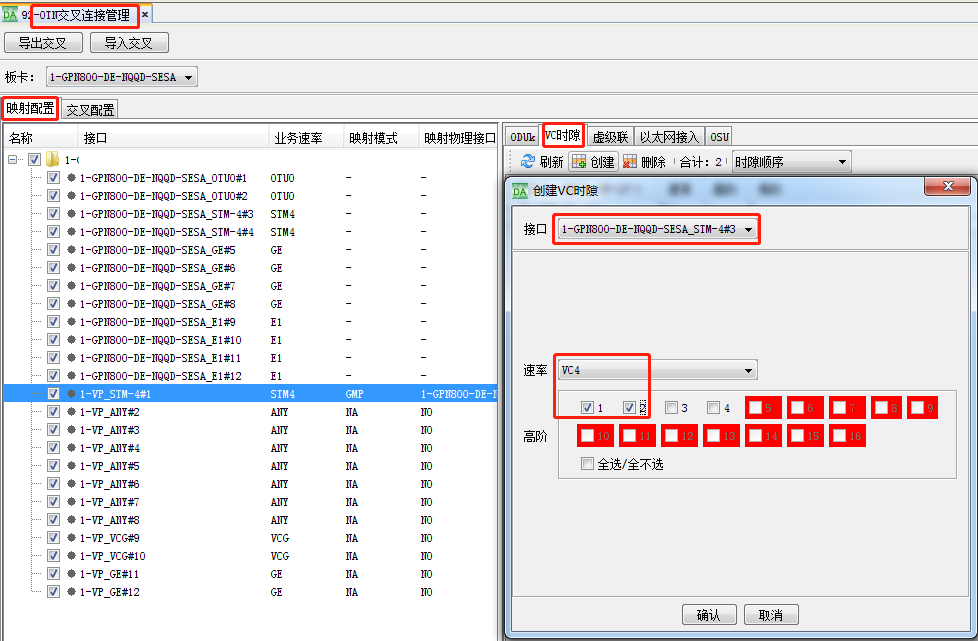 DA 92-OTN交叉连接管理 ×
导出交叉 导入交叉
板卡： 1-GPN800-DE-NQQD-SESA
映射配置 交叉配置
名称 接口 业务速率 映射模式 映射物理接口
1-(
1-GPN800-DE-NQQD-SESA_OTU0#1 OTU0 - -
1-GPN800-DE-NQQD-SESA_OTU0#2 OTU0 - -
1-GPN800-DE-NQQD-SESA_STM-4#3 STM4 - -
1-GPN800-DE-NQQD-SESA_STM-4#4 STM4 - -
1-GPN800-DE-NQQD-SESA_GE#5 GE - -
1-GPN800-DE-NQQD-SESA_GE#6 GE - -
1-GPN800-DE-NQQD-SESA_GE#7 GE - -
1-GPN800-DE-NQQD-SESA_GE#8 GE - -
1-GPN800-DE-NQQD-SESA_E1#9 E1 - -
1-GPN800-DE-NQQD-SESA_E1#10 E1 - -
1-GPN800-DE-NQQD-SESA_E1#11 E1 - -
1-GPN800-DE-NQQD-SESA_E1#12 E1 - -
1-VP_STM-4#1 STM4 GMP 1-GPN800-DE-N
1-VP_ANY#2 ANY NA NO
1-VP_ANY#3 ANY NA NO
1-VP_ANY#4 ANY NA NO
1-VP_ANY#5 ANY NA NO
1-VP_ANY#6 ANY NA NO
1-VP_ANY#7 ANY NA NO
1-VP_ANY#8 ANY NA NO
1-VP_VCG#9 VCG NA NO
1-VP_VCG#10 VCG NA NO
1-VP_GE#11 GE NA NO
1-VP_GE#12 GE NA NO
ODUk VC时隙 虚级联 以太网接入 OSU
刷新 创建 删除 合计：2 时隙顺序
DA 创建VC时隙
接口 1-GPN800-DE-NQQD-SESA_STM-4#3
速率 VC4
高阶
1 2 3 4 5 6 7 8 9
10 11 12 13 14 15 16
全选/全不选
确认 取消